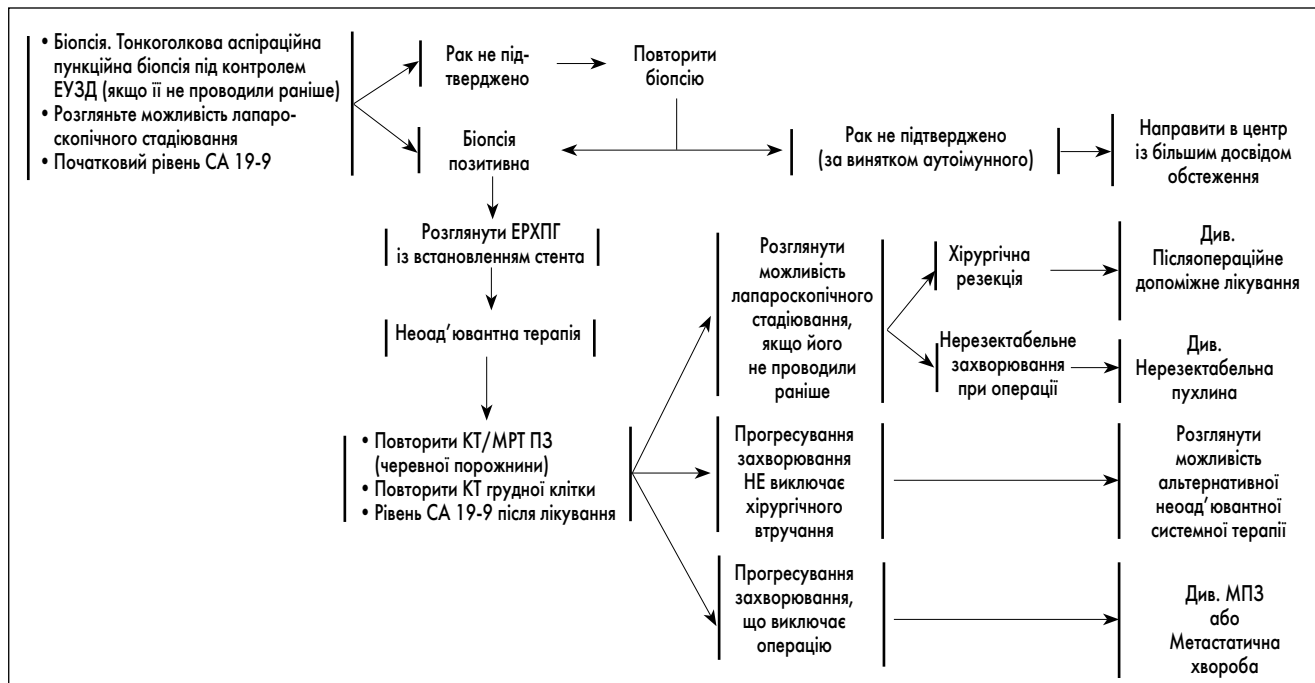 • Біопсія. Тонкоголкова аспіраційна
пункційна біопсія під контролем
ЕУЗД (якщо її не проводили раніше)
• Розгляньте можливість лапаро-
скопічного стадіювання
• Початковий рівень СА 19-9
Рак не під-
тверджено
Повторити
біопсію
Біопсія
позитивна
Рак не підтверджено
(за винятком аутоімунного)
Направити в центр
із більшим досвідом
обстеження
Розглянути ЕРХПГ
із встановленням стента
Неоад’ювантна терапія
• Повторити КТ/МРТ ПЗ
(черевної порожнини)
• Повторити КТ грудної клітки
• Рівень СА 19-9 після лікування
Розглянути
можливість
лапароскопічного
стадіювання,
якщо його
не проводили
раніше
Хірургічна
резекція
Див.
Післяопераційне
допоміжне лікування
Нерезектабельне
захворювання
при операції
Див.
Нерезектабельна
пухлина
Прогресування
захворювання
НЕ виключає
хірургічного
втручання
Розглянути
можливість
альтернативної
неоад’ювантної
системної терапії
Прогресування
захворювання,
що виключає
операцію
Див. МПЗ
або
Метастатична
хвороба